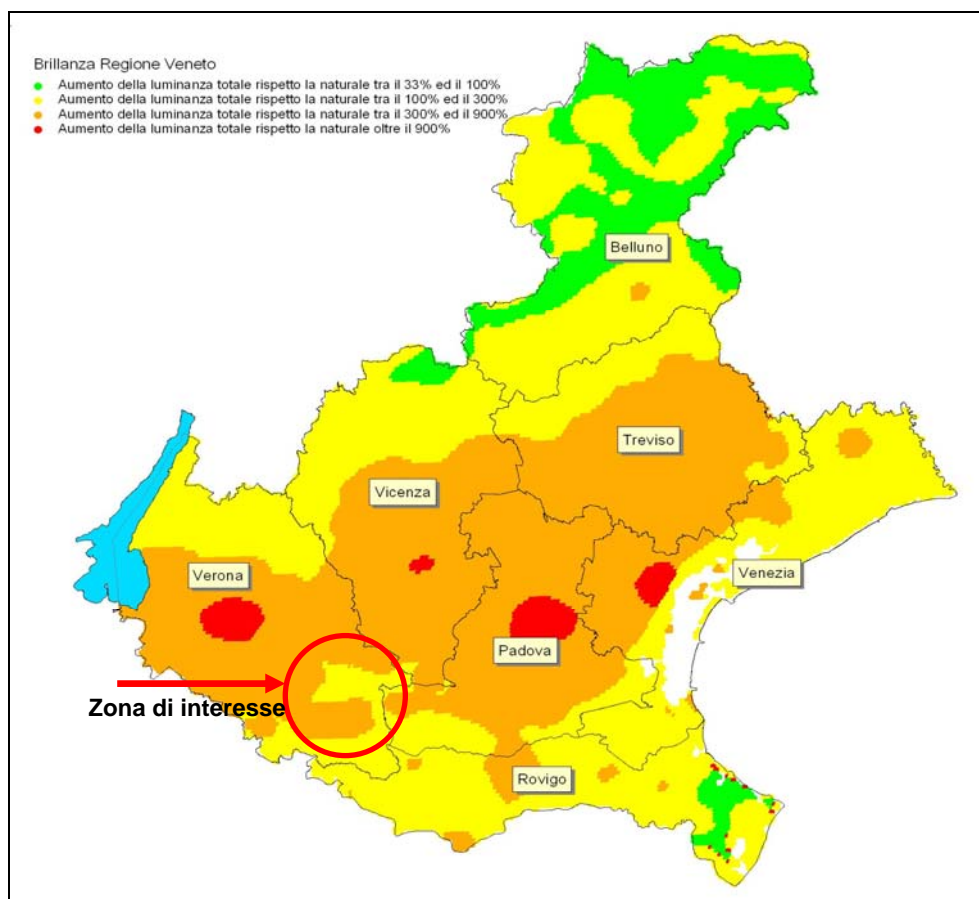 Brillanza Regione Veneto
Aumento della luminanza totale rispetto la naturale tra il 33% ed il 100%
Aumento della luminanza totale rispetto la naturale tra il 100% ed il 300%
Aumento della luminanza totale rispetto la naturale tra il 300% ed il 900%
Aumento della luminanza totale rispetto la naturale oltre il 900%
Belluno
Treviso
Vicenza
Verona
Venezia
Padova
Zona di interesse
Rovigo